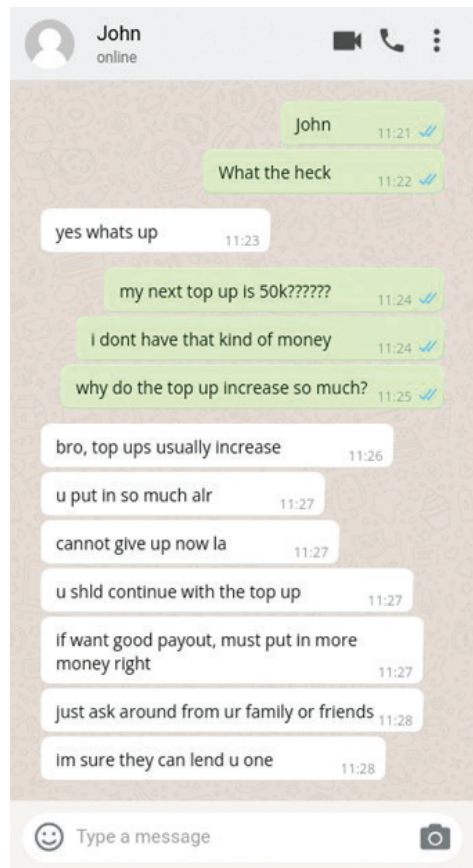 John
online
John
11:21
What the heck
11:22
yes whats up
11:23
my next top up is 50k??????
11:24
i dont have that kind of money
11:24
why do the top up increase so much?
11:25
bro, top ups usually increase
11:26
u put in so much alr
11:27
cannot give up now la
11:27
u shld continue with the top up
11:27
if want good payout, must put in more
money right
11:27
just ask around from ur family or friends
11:28
im sure they can lend u one
11:28
Type a message